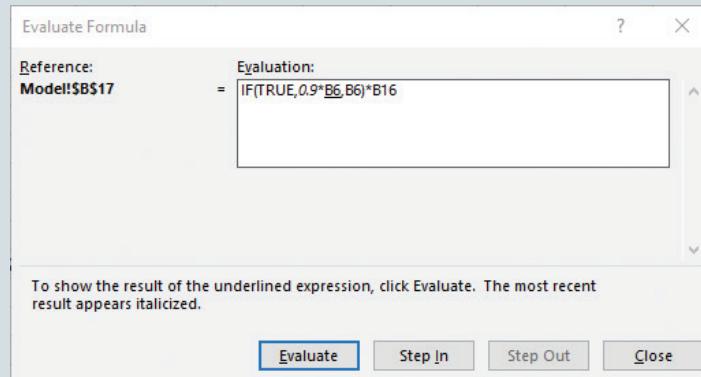 Evaluate Formula ? ×
Reference: Evaluation:
Model!$B$17 = IF(TRUE,0.9*B6,B6)*B16
To show the result of the underlined expression, click Evaluate. The most recent
result appears italicized.
Evaluate Step In Step Out Close